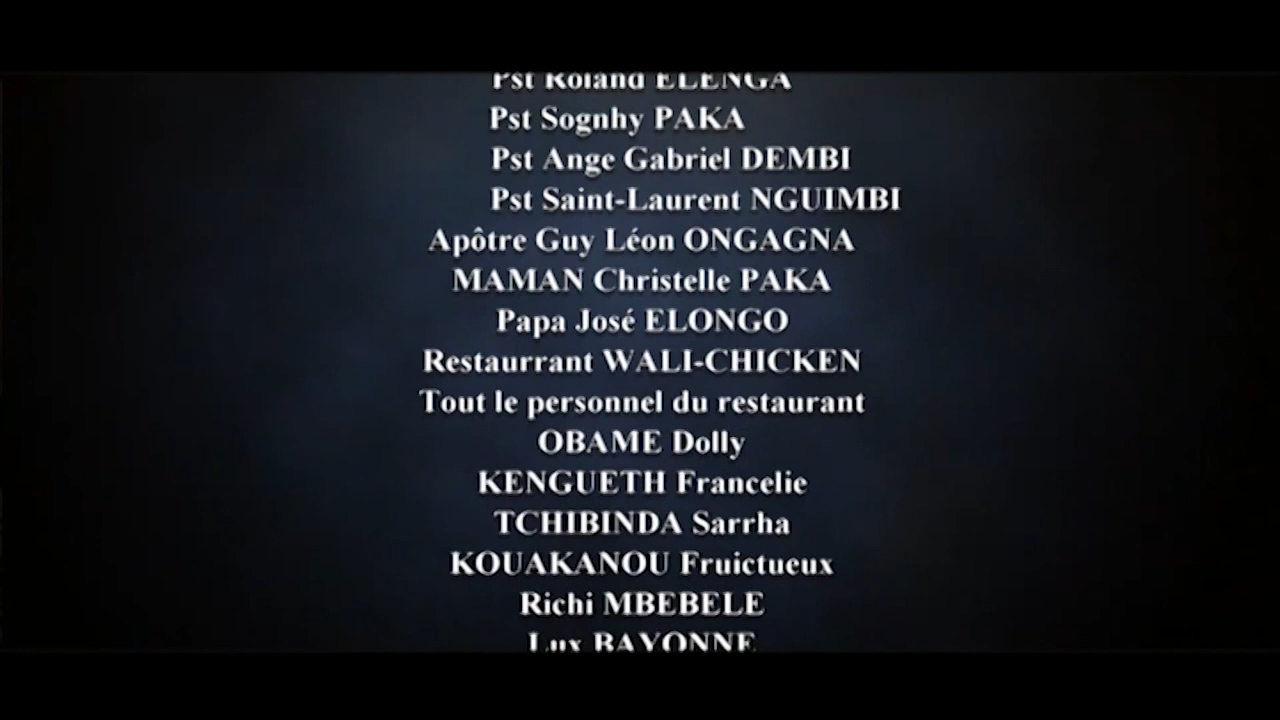 Pst Roland ELENGA
Pst Sognhy PAKA
Pst Ange Gabriel DEMBI
Pst Saint-Laurent NGUIMBI
Apôtre Guy Léon ONGAGNA
MAMAN Christelle PAKA
Papa José ELONGO
Restaurrant WALI-CHICKEN
Tout le personnel du restaurant
OBAME Dolly
KENGUETH Francelie
TCHIBINDA Sarrha
KOUAKANOU Fruictueux
Richi MBEBELE
Lux BAYONNE